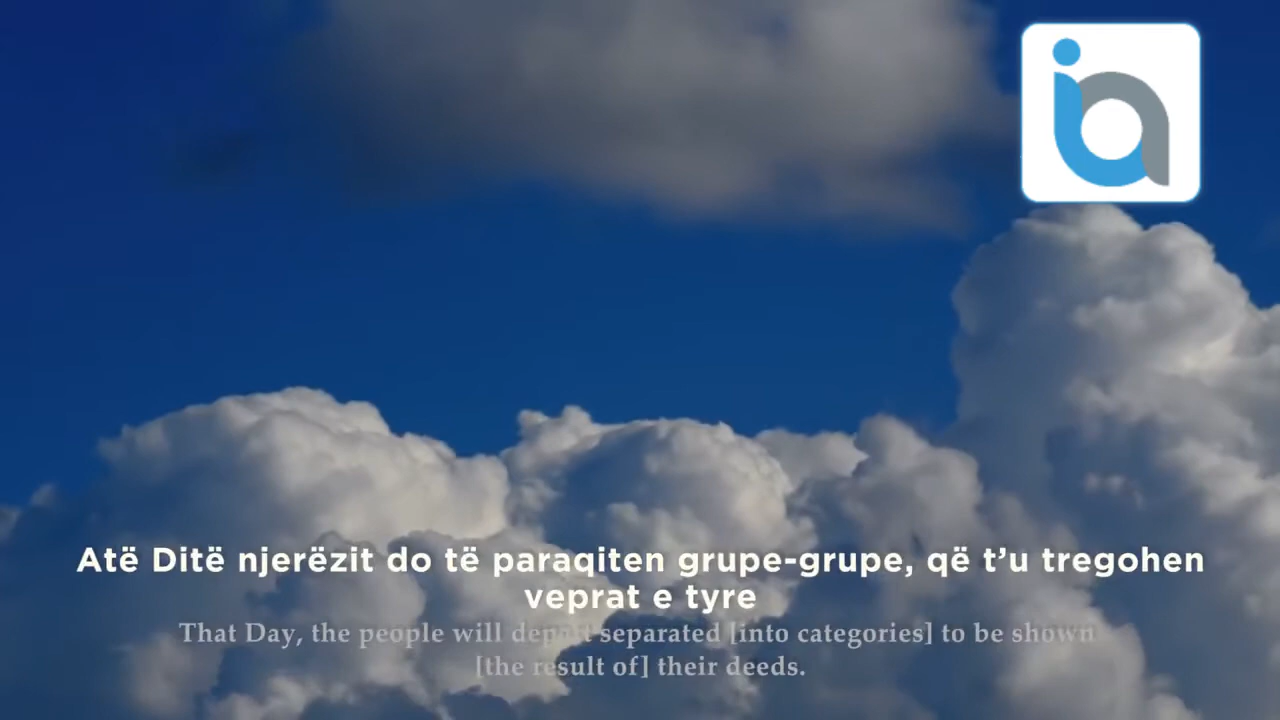 Atë Ditë njerëzit do të paraqiten grupe-grupe, që t’u tregohen
veprat e tyre
That Day, the people will depart separated [into categories] to be shown
[the result of] their deeds.